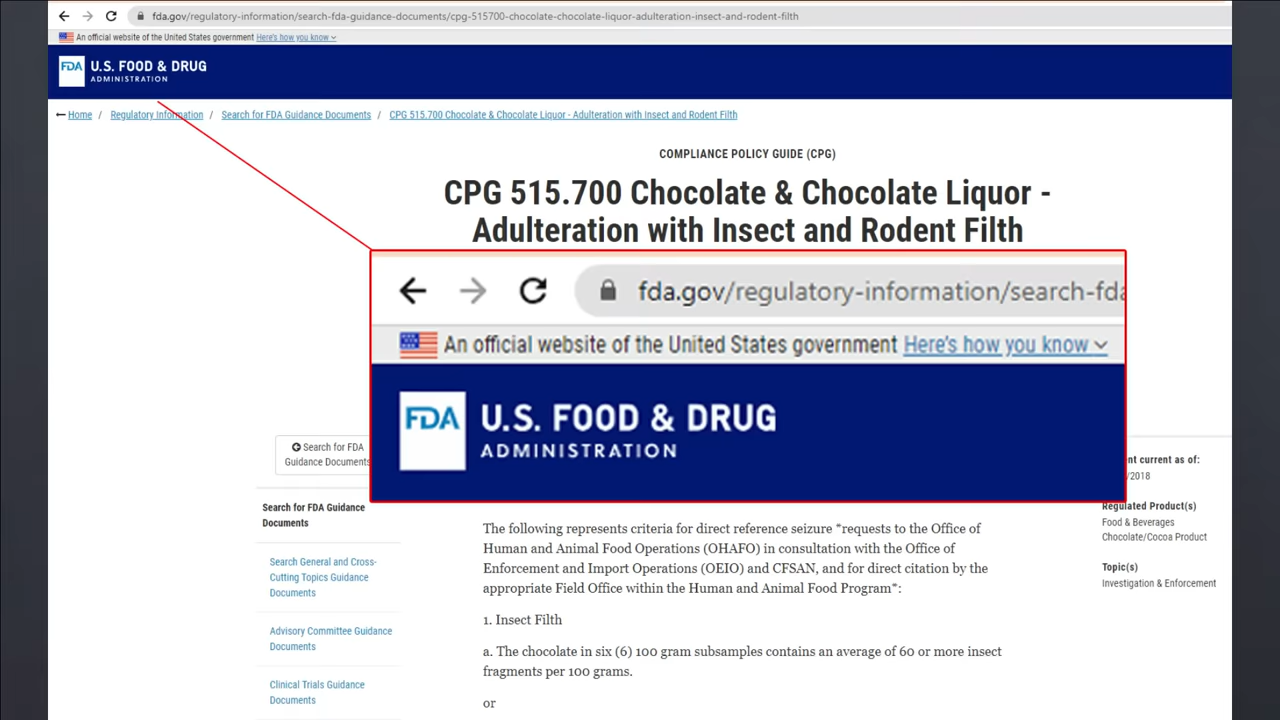 fda.gov/regulatory-information/search-fda-guidance-documents/cpg-515700-chocolate-chocolate-liquor-adulteration-insect-and-rodent-filth
An official website of the United States government Here's how you know
FDA U.S. FOOD & DRUG
ADMINISTRATION
Home / Regulatory Information / Search for FDA Guidance Documents / CPG 515.700 Chocolate & Chocolate Liquor - Adulteration with Insect and Rodent Filth
COMPLIANCE POLICY GUIDE (CPG)
CPG 515.700 Chocolate & Chocolate Liquor -
Adulteration with Insect and Rodent Filth
fda.gov/regulatory-information/search-fda
An official website of the United States government Here's how you know
FDA U.S. FOOD & DRUG
ADMINISTRATION
Search for FDA
Guidance Documents
Search for FDA Guidance
Documents
Search General and Cross-
Cutting Topics Guidance
Documents
Advisory Committee Guidance
Documents
Clinical Trials Guidance
Documents
The following represents criteria for direct reference seizure *requests to the Office of
Human and Animal Food Operations (OHAFO) in consultation with the Office of
Enforcement and Import Operations (OEIO) and CFSAN, and for direct citation by the
appropriate Field Office within the Human and Animal Food Program*:
1. Insect Filth
a. The chocolate in six (6) 100 gram subsamples contains an average of 60 or more insect
fragments per 100 grams.
or
current as of:
/2018
Regulated Product(s)
Food & Beverages
Chocolate/Cocoa Product
Topic(s)
Investigation & Enforcement